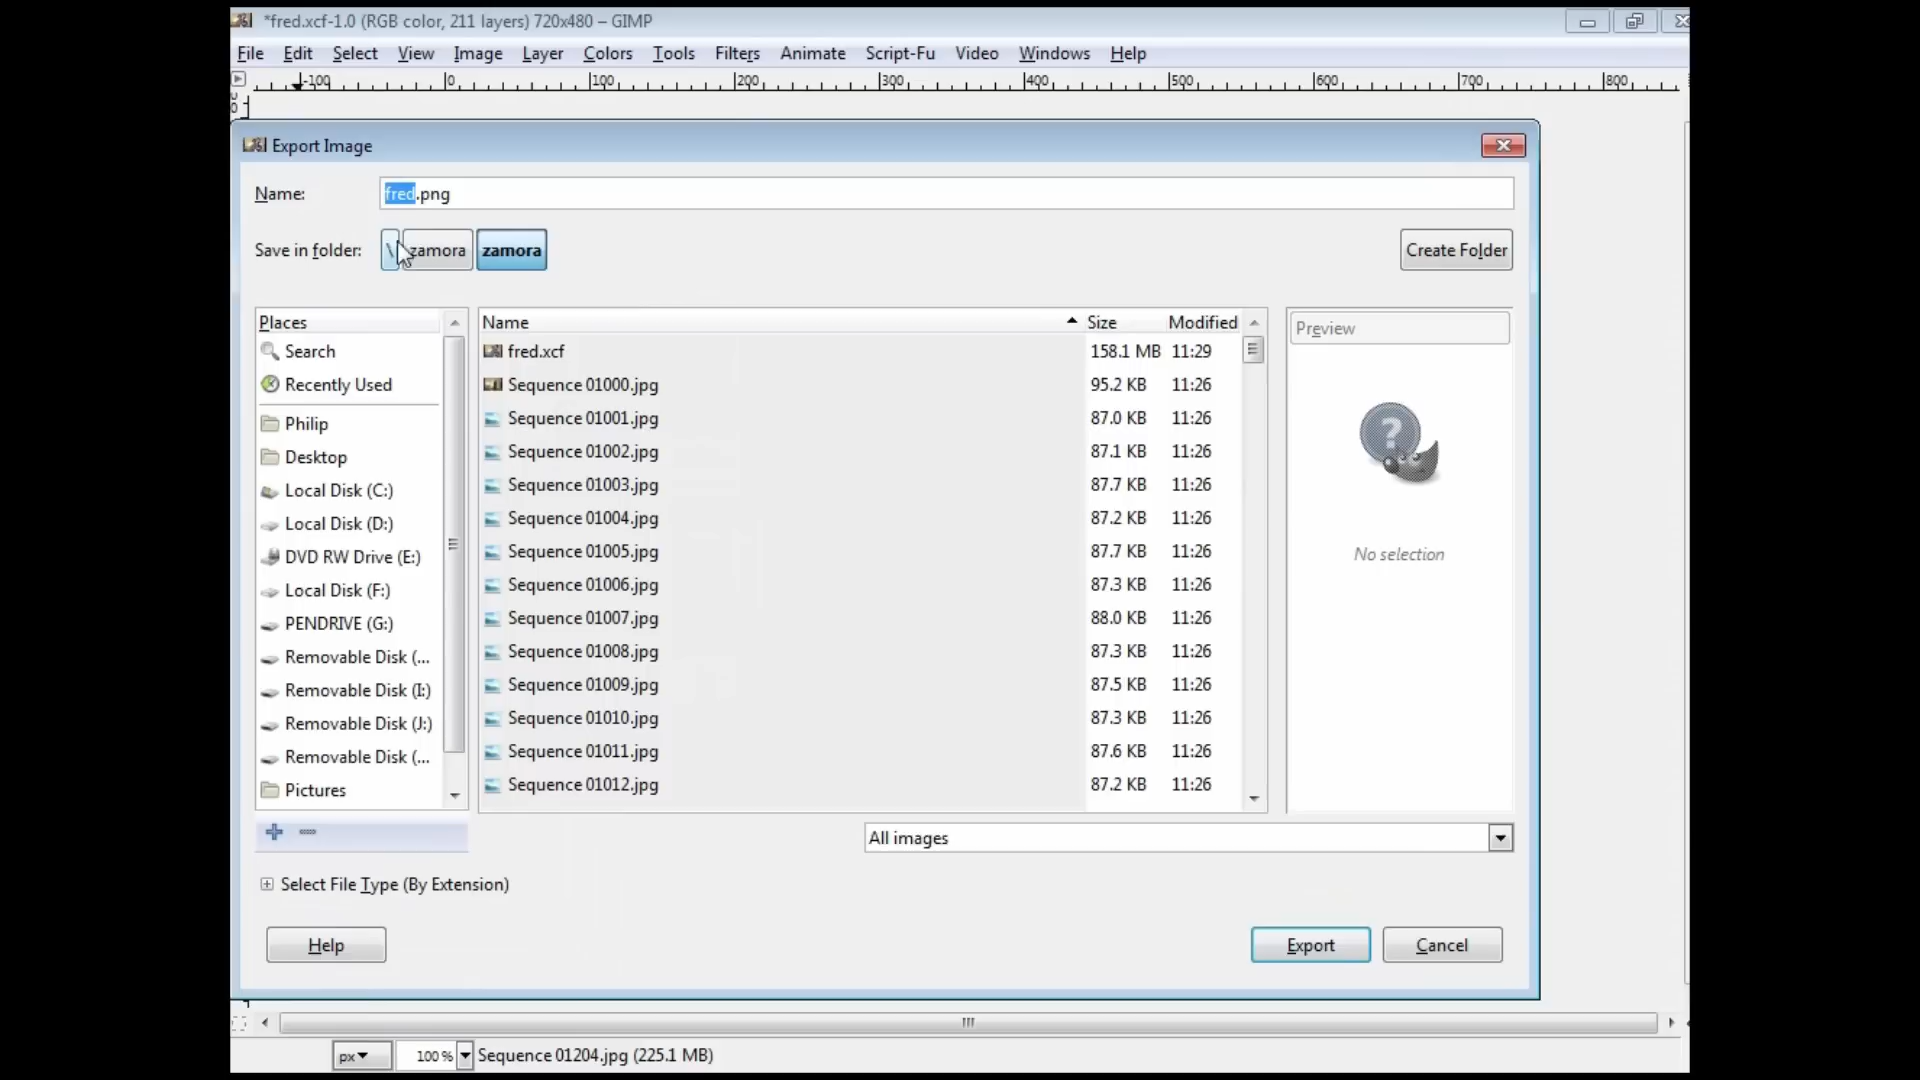 *fred.xcf-1.0 (RGB color, 211 layers) 720x480 – GIMP
File Edit Select View Image Layer Colors Tools Filters Animate Script-Fu Video Windows Help
-100 0 100 200 300 400 500 600 700 800
0
Export Image
Name: fred.png
Save in folder: \ zamora zamora Create Folder
Places
Search
Recently Used
Philip
Desktop
Local Disk (C:)
Local Disk (D:)
DVD RW Drive (E:)
Local Disk (F:)
PENDRIVE (G:)
Removable Disk (...
Removable Disk (I:)
Removable Disk (J:)
Removable Disk (...
Pictures
Name Size Modified
fred.xcf 158.1 MB 11:29
Sequence 01000.jpg 95.2 KB 11:26
Sequence 01001.jpg 87.0 KB 11:26
Sequence 01002.jpg 87.1 KB 11:26
Sequence 01003.jpg 87.7 KB 11:26
Sequence 01004.jpg 87.2 KB 11:26
Sequence 01005.jpg 87.7 KB 11:26
Sequence 01006.jpg 87.3 KB 11:26
Sequence 01007.jpg 88.0 KB 11:26
Sequence 01008.jpg 87.3 KB 11:26
Sequence 01009.jpg 87.5 KB 11:26
Sequence 01010.jpg 87.3 KB 11:26
Sequence 01011.jpg 87.6 KB 11:26
Sequence 01012.jpg 87.2 KB 11:26
Preview
No selection
All images
Select File Type (By Extension)
Help Export Cancel
px 100 % Sequence 01204.jpg (225.1 MB)